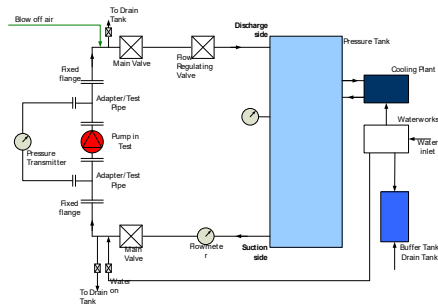 To Drain
Tank
Blow off air
Discharge
side
Main Valve
Flow
Regulating
Valve
Pressure Tank
Fixed
flange
Cooling Plant
Adapter/Test
Pipe
Waterworks
Water
inlet
Pump in
Test
Pressure
Transmitter
Adapter/Test
Pipe
Fixed
flange
Main
Valve
Flowmete
r
Suction
side
Buffer Tank
Drain Tank
Water
on
To Drain
Tank